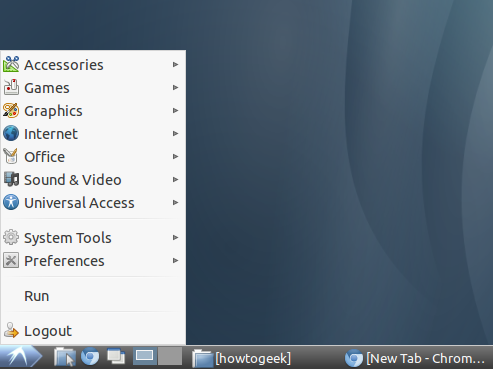 Accessories
Games
Graphics
Internet
Office
Sound & Video
Universal Access
System Tools
Preferences
Run
Logout
[howtogeek]
[New Tab - Chrom...